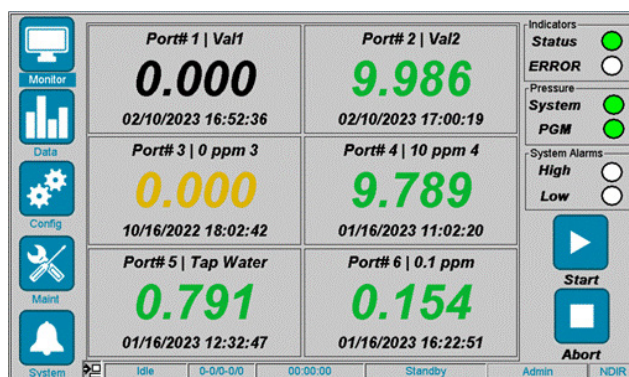 Monitor
Data
Config
Maint
System
Port# 1 | Val1
0.000
02/10/2023 16:52:36
Port# 2 | Val2
9.986
02/10/2023 17:00:19
Port# 3 | 0 ppm 3
0.000
10/16/2022 18:02:42
Port# 4 | 10 ppm 4
9.789
01/16/2023 11:02:20
Port# 5 | Tap Water
0.791
01/16/2023 12:32:47
Port# 6 | 0.1 ppm
0.154
01/16/2023 16:22:51
Indicators
Status
ERROR
Pressure
System
PGM
System Alarms
High
Low
Start
Abort
Idle 0-0/0-0/0 00:00:00 Standby Admin NDIR